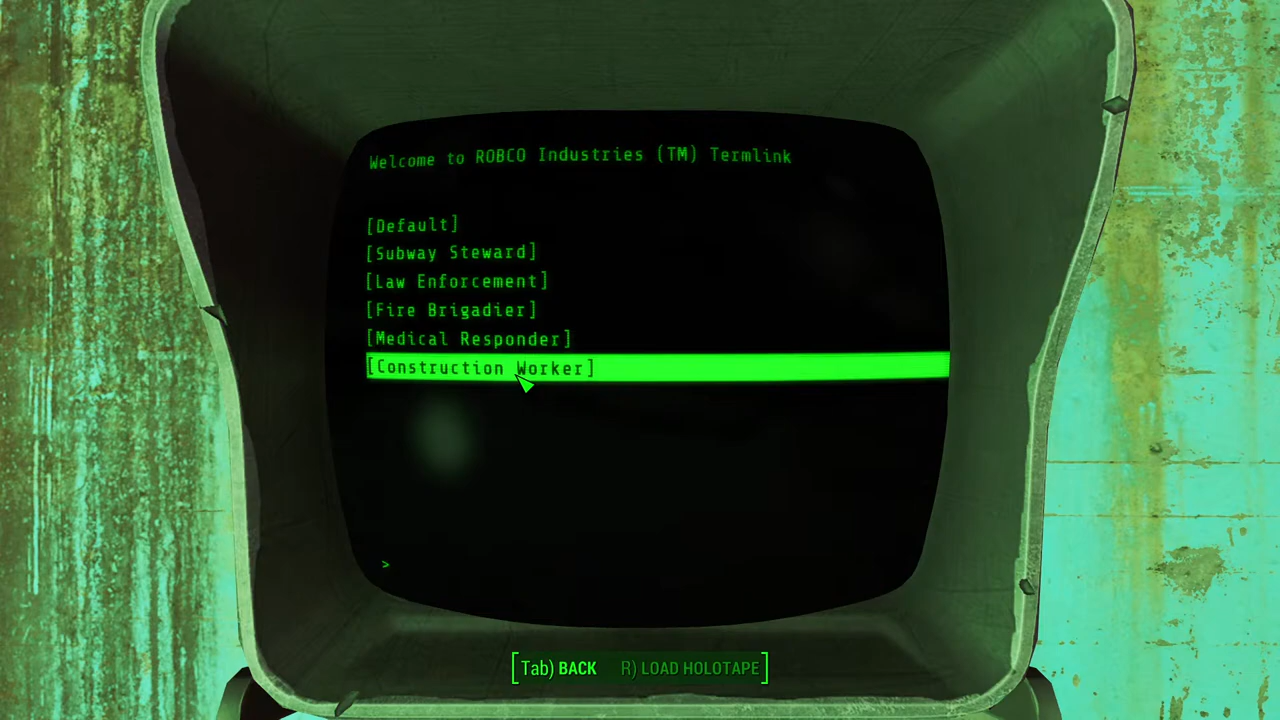 Welcome to ROBCO Industries (TM) Termlink
[Default]
[Subway Steward]
[Law Enforcement]
[Fire Brigadier]
[Medical Responder]
[Construction Worker]
>
[Tab) BACK R) LOAD HOLOTAPE]